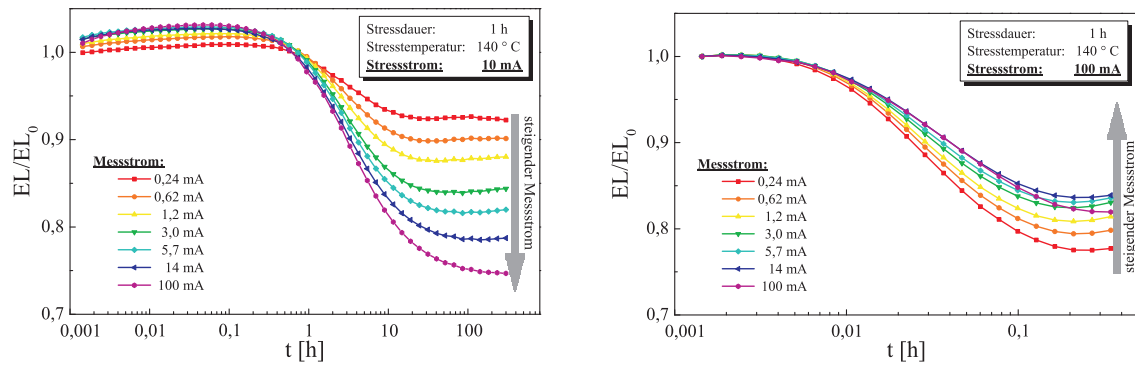 Stressdauer: 1 h
Stresstemperatur: 140 ° C
Stressstrom: 10 mA
EL/EL0
1,0
0,9
0,8
0,7
Messstrom:
0,24 mA
0,62 mA
1,2 mA
3,0 mA
5,7 mA
14 mA
100 mA
steigender Messstrom
0,001 0,01 0,1 1 10 100
t [h]
Stressdauer: 1 h
Stresstemperatur: 140 ° C
Stressstrom: 100 mA
EL/EL0
1,0
0,9
0,8
0,7
Messstrom:
0,24 mA
0,62 mA
1,2 mA
3,0 mA
5,7 mA
14 mA
100 mA
steigender Messstrom
0,001 0,01 0,1
t [h]